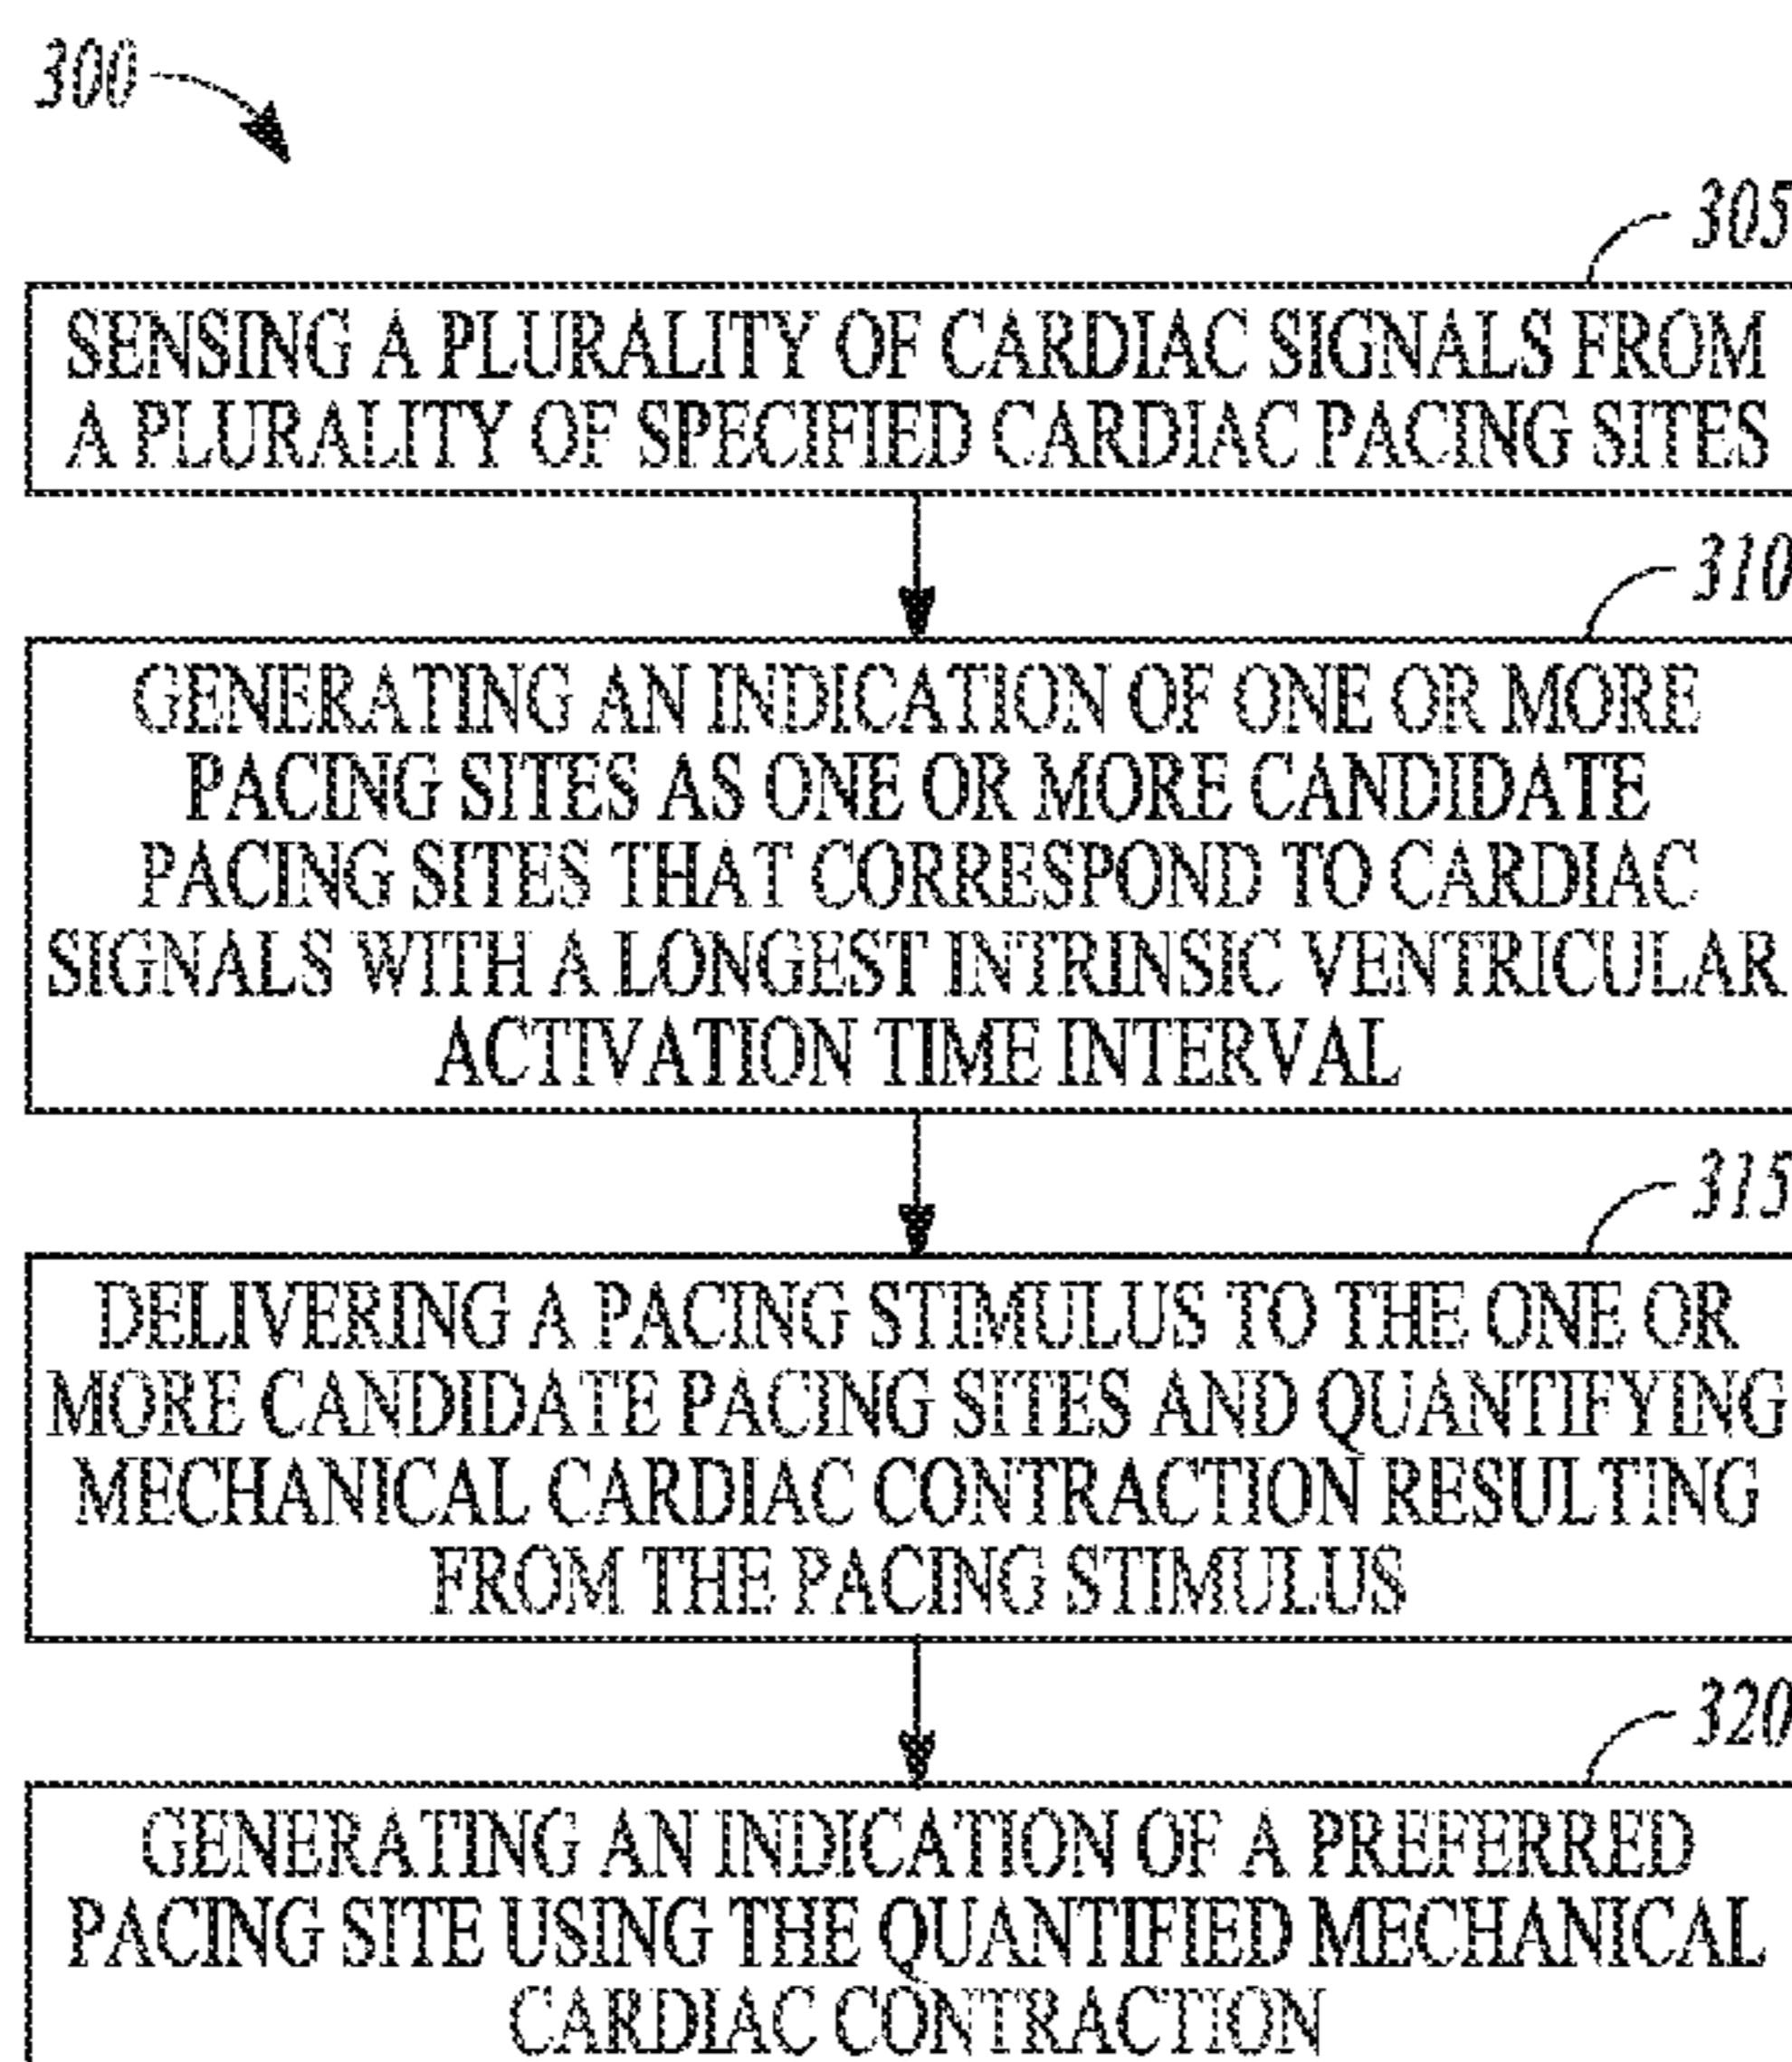 300
305
SENSING A PLURALITY OF CARDIAC SIGNALS FROM
A PLURALITY OF SPECIFIED CARDIAC PACING SITES
310
GENERATING AN INDICATION OF ONE OR MORE
PACING SITES AS ONE OR MORE CANDIDATE
PACING SITES THAT CORRESPOND TO CARDIAC
SIGNALS WITH A LONGEST INTRINSIC VENTRICULAR
ACTIVATION TIME INTERVAL
315
DELIVERING A PACING STIMULUS TO THE ONE OR
MORE CANDIDATE PACING SITES AND QUANTIFYING
MECHANICAL CARDIAC CONTRACTION RESULTING
FROM THE PACING STIMULUS
320
GENERATING AN INDICATION OF A PREFERRED
PACING SITE USING THE QUANTIFIED MECHANICAL
CARDIAC CONTRACTION